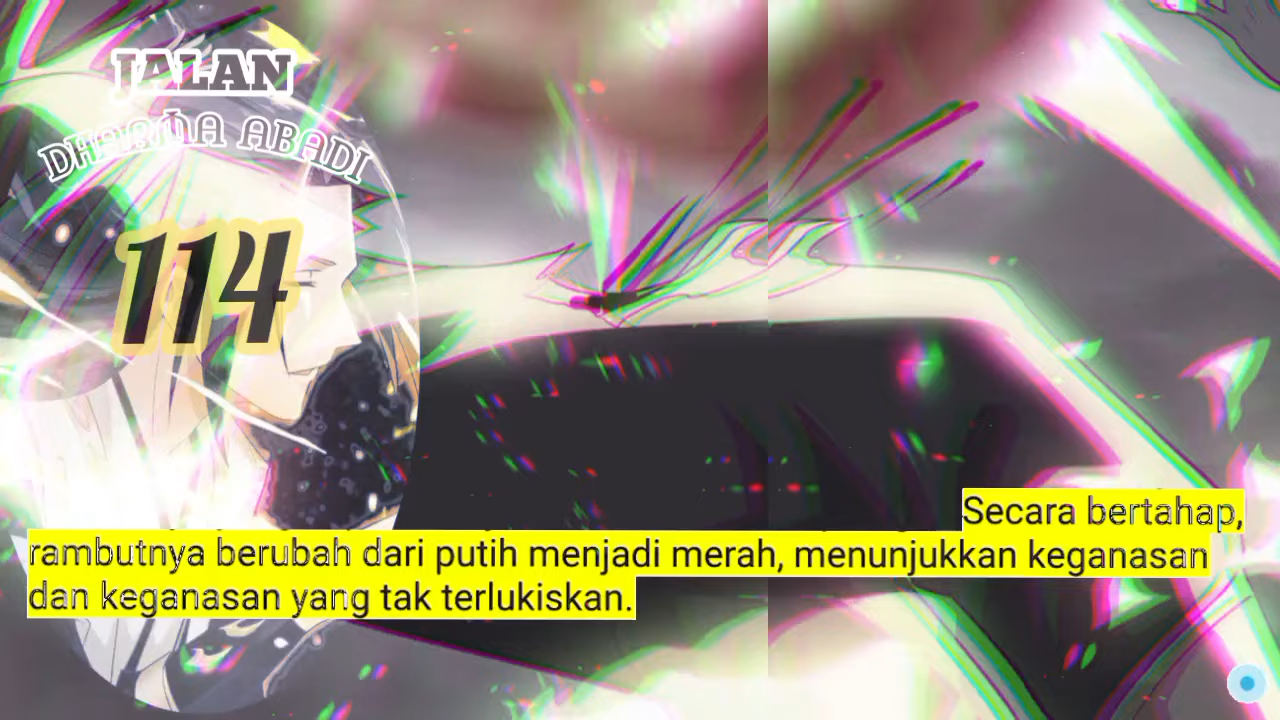 JALAN
DHARMA ABADI
114
Secara bertahap,
rambutnya berubah dari putih menjadi merah, menunjukkan keganasan
dan keganasan yang tak terlukiskan.